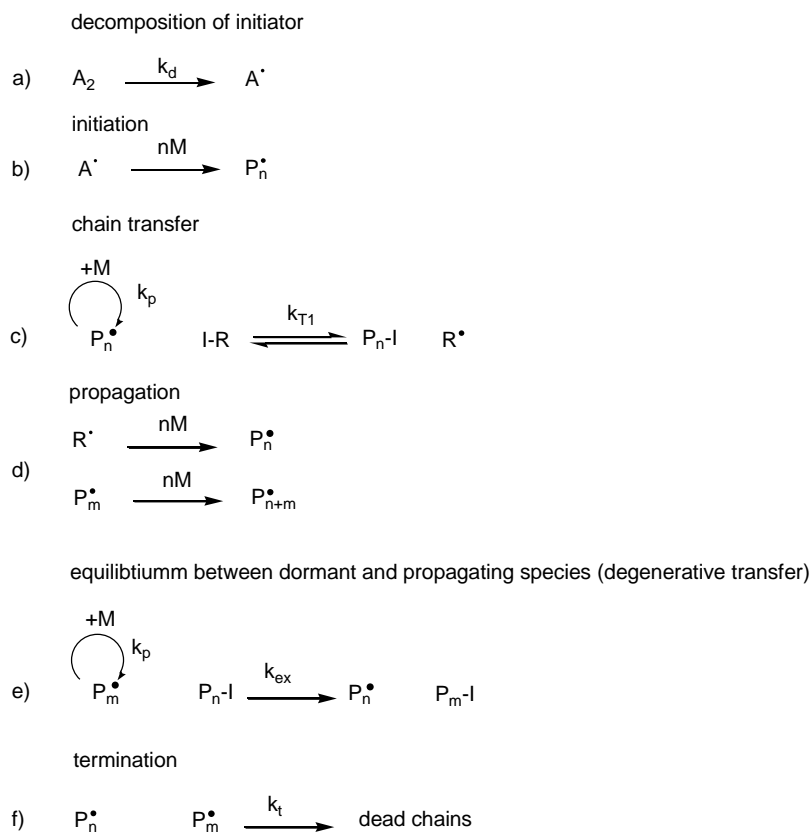 decomposition of initiator
a) A2 kd A•
initiation
b) A• nM Pn•
chain transfer
+M
kp
c) Pn• I-R kT1 Pn-I R•
propagation
R• nM Pn•
d)
Pm• nM Pn+m•
equilibtiumm between dormant and propagating species (degenerative transfer)
+M
kp
e) Pm• Pn-I kex Pn• Pm-I
termination
f) Pn• Pm• kt dead chains